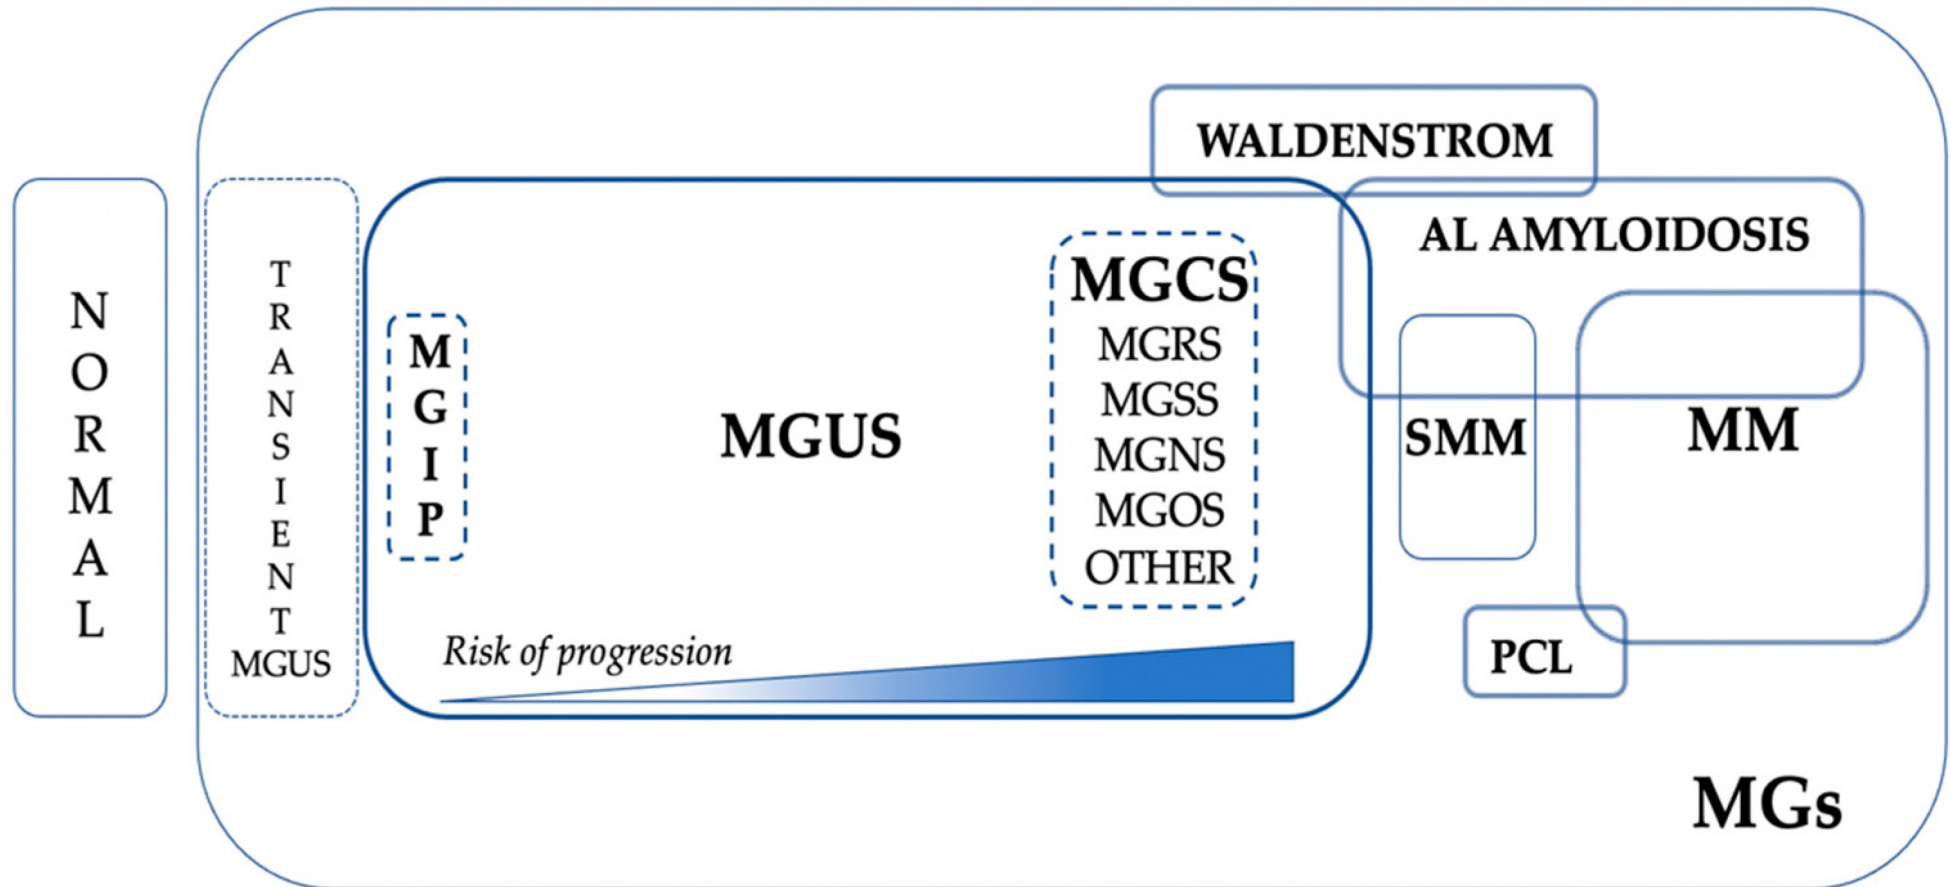 NORMAL
TRANSIENT
MGUS
MGIP
MGUS
Risk of progression
MGCS
MGRS
MGSS
MGNS
MGOS
OTHER
WALDENSTROM
AL AMYLOIDOSIS
SMM
MM
PCL
MGs